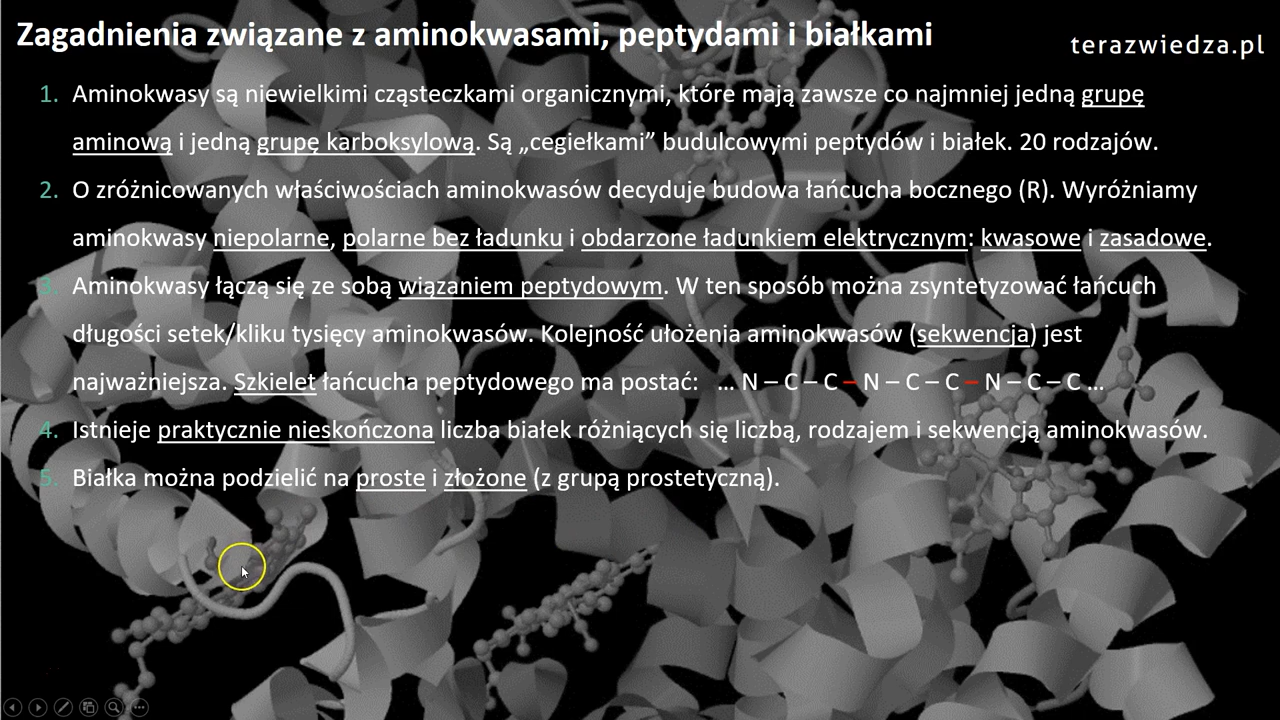 Zagadnienia związane z aminokwasami, peptydami i białkami
terazwiedza.pl
1. Aminokwasy są niewielkimi cząsteczkami organicznymi, które mają zawsze co najmniej jedną grupę
aminową i jedną grupę karboksylową. Są „cegiełkami” budulcowymi peptydów i białek. 20 rodzajów.
2. O zróżnicowanych właściwościach aminokwasów decyduje budowa łańcucha bocznego (R). Wyróżniamy
aminokwasy niepolarne, polarne bez ładunku i obdarzone ładunkiem elektrycznym: kwasowe i zasadowe.
3. Aminokwasy łączą się ze sobą wiązaniem peptydowym. W ten sposób można zsyntetyzować łańcuch
długości setek/kliku tysięcy aminokwasów. Kolejność ułożenia aminokwasów (sekwencja) jest
najważniejsza. Szkielet łańcucha peptydowego ma postać: ... N – C – C – N – C – C – N – C – C ...
4. Istnieje praktycznie nieskończona liczba białek różniących się liczbą, rodzajem i sekwencją aminokwasów.
5. Białka można podzielić na proste i złożone (z grupą prostetyczną).